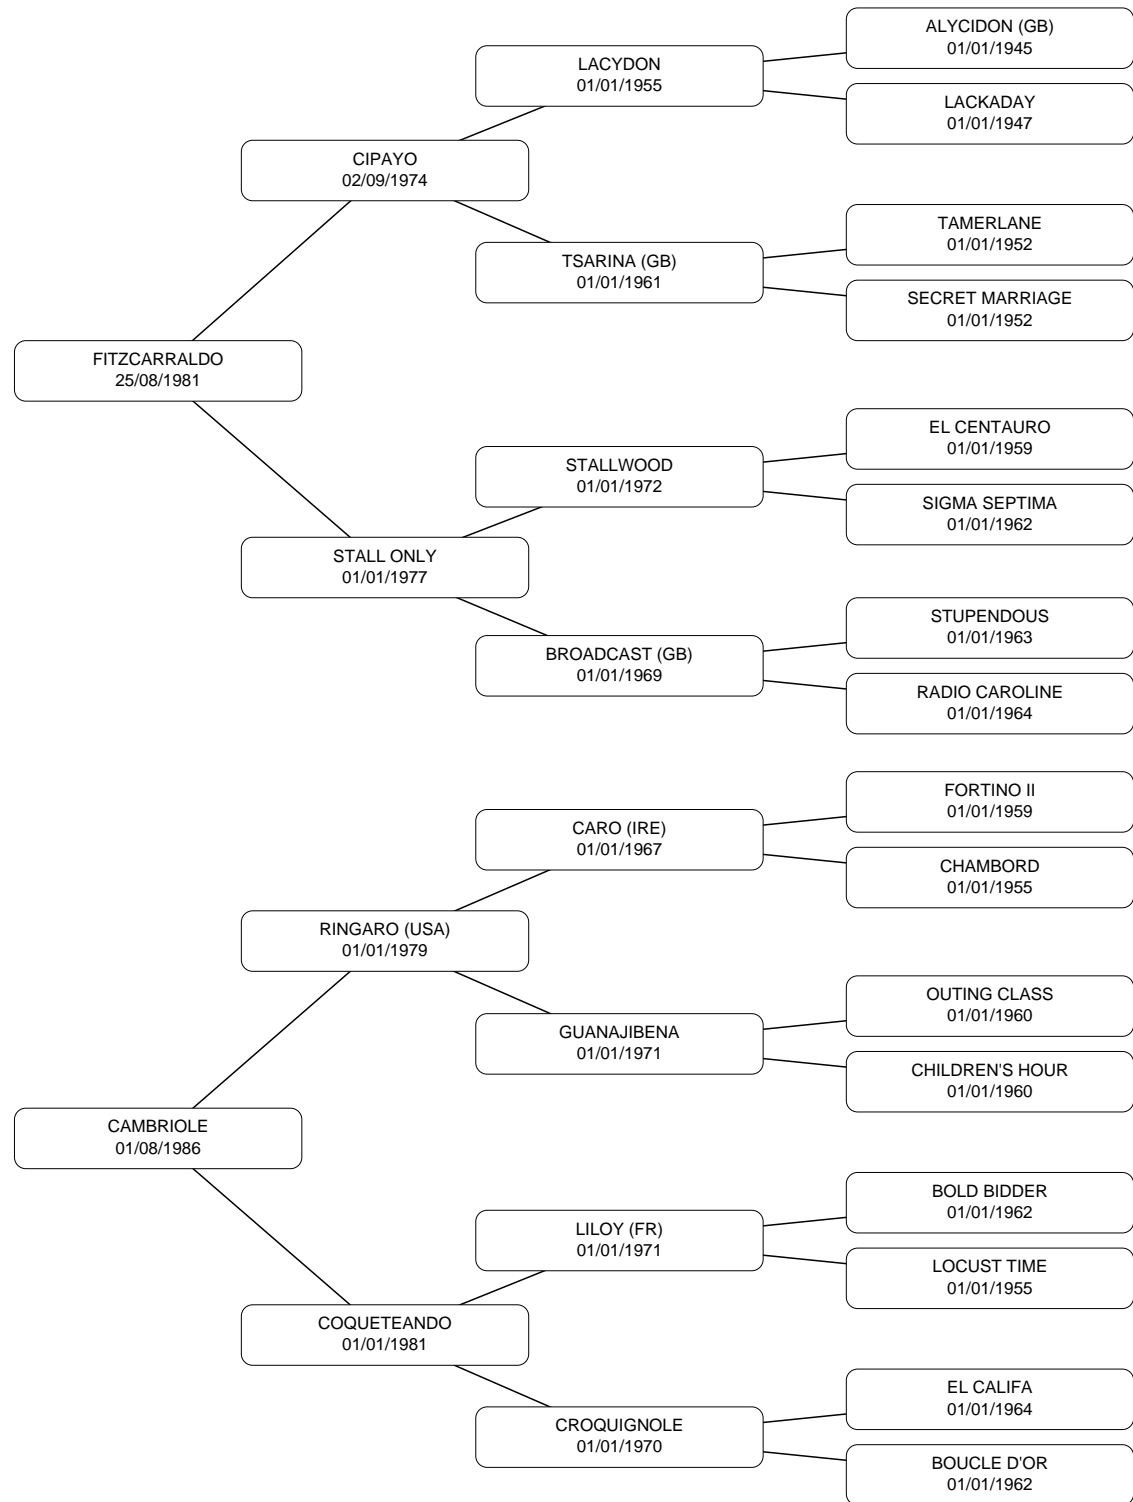 ALYCIDON (GB)
01/01/1945
LACYDON
01/01/1955
LACKADAY
01/01/1947
CIPAYO
02/09/1974
TAMERLANE
01/01/1952
TSARINA (GB)
01/01/1961
SECRET MARRIAGE
01/01/1952
FITZCARRALDO
25/08/1981
EL CENTAURO
01/01/1959
STALLWOOD
01/01/1972
SIGMA SEPTIMA
01/01/1962
STALL ONLY
01/01/1977
STUPENDOUS
01/01/1963
BROADCAST (GB)
01/01/1969
RADIO CAROLINE
01/01/1964
FORTINO II
01/01/1959
CARO (IRE)
01/01/1967
CHAMBORD
01/01/1955
RINGARO (USA)
01/01/1979
OUTING CLASS
01/01/1960
GUANAJIBENA
01/01/1971
CHILDREN'S HOUR
01/01/1960
CAMBRIOLE
01/08/1986
BOLD BIDDER
01/01/1962
LILOY (FR)
01/01/1971
LOCUST TIME
01/01/1955
COQUETEANDO
01/01/1981
EL CALIFA
01/01/1964
CROQUIGNOLE
01/01/1970
BOUCLE D'OR
01/01/1962